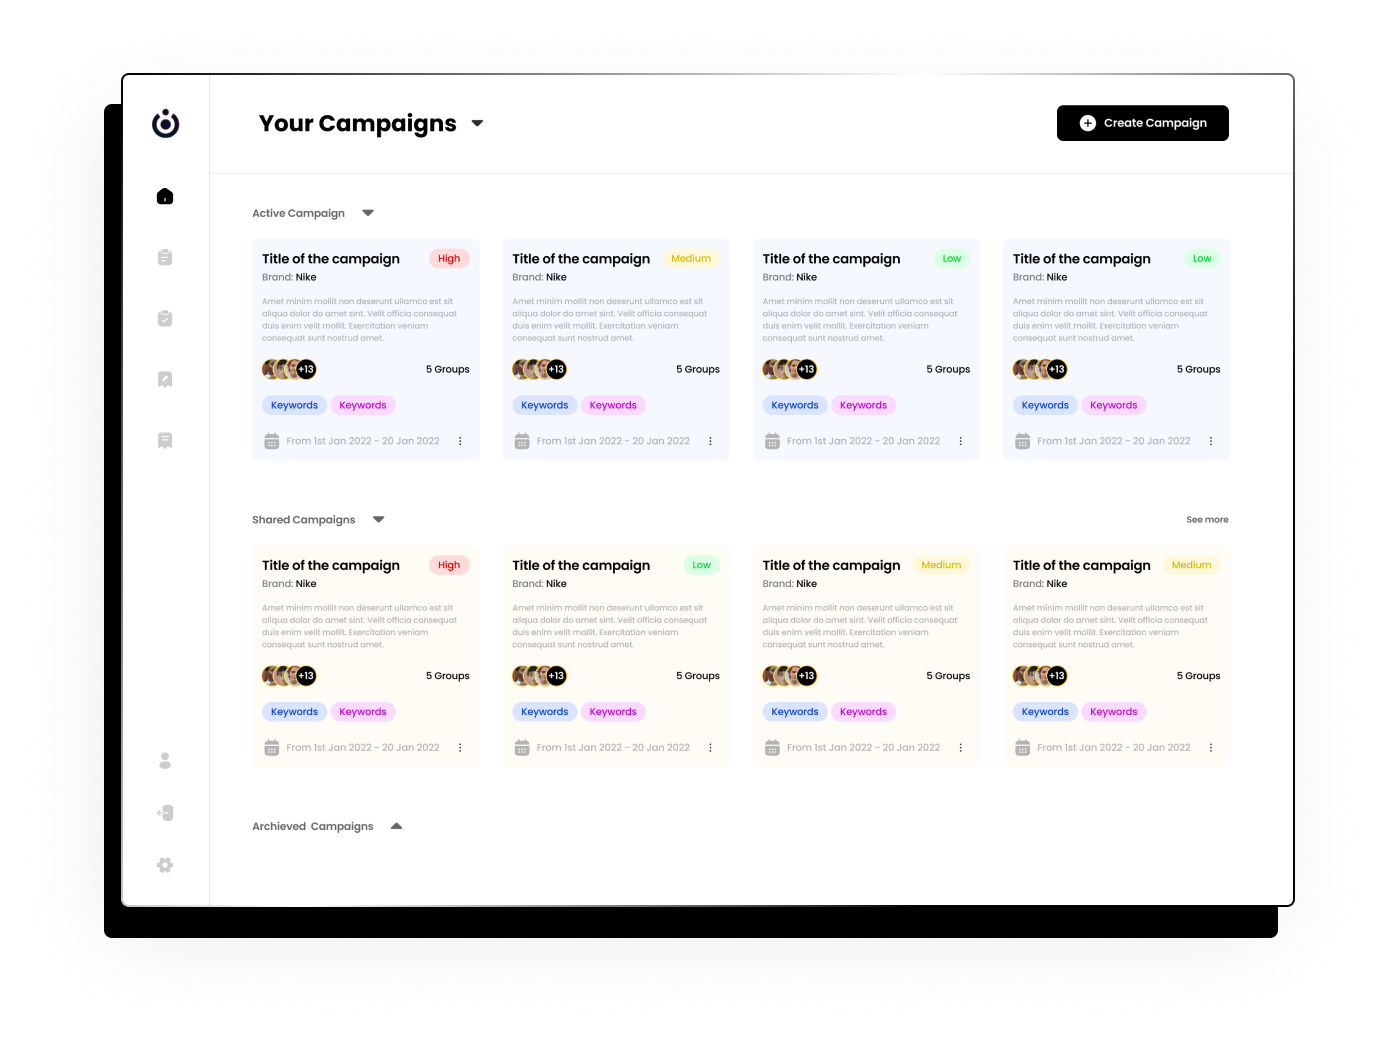 Your Campaigns
Create Campaign
Active Campaign
Title of the campaign High
Brand: Nike
Amet minim mollit non deserunt ullamco est sit
aliqua dolor do amet sint. Velit officia consequat
duis enim velit mollit. Exercitation veniam
consequat sunt nostrud amet.
+13 5 Groups
Keywords Keywords
From 1st Jan 2022 - 20 Jan 2022
Title of the campaign Medium
Brand: Nike
Amet minim mollit non deserunt ullamco est sit
aliqua dolor do amet sint. Velit officia consequat
duis enim velit mollit. Exercitation veniam
consequat sunt nostrud amet.
+13 5 Groups
Keywords Keywords
From 1st Jan 2022 - 20 Jan 2022
Title of the campaign Low
Brand: Nike
Amet minim mollit non deserunt ullamco est sit
aliqua dolor do amet sint. Velit officia consequat
duis enim velit mollit. Exercitation veniam
consequat sunt nostrud amet.
+13 5 Groups
Keywords Keywords
From 1st Jan 2022 - 20 Jan 2022
Title of the campaign Low
Brand: Nike
Amet minim mollit non deserunt ullamco est sit
aliqua dolor do amet sint. Velit officia consequat
duis enim velit mollit. Exercitation veniam
consequat sunt nostrud amet.
+13 5 Groups
Keywords Keywords
From 1st Jan 2022 - 20 Jan 2022
Shared Campaigns
See more
Title of the campaign High
Brand: Nike
Amet minim mollit non deserunt ullamco est sit
aliqua dolor do amet sint. Velit officia consequat
duis enim velit mollit. Exercitation veniam
consequat sunt nostrud amet.
+13 5 Groups
Keywords Keywords
From 1st Jan 2022 - 20 Jan 2022
Title of the campaign Low
Brand: Nike
Amet minim mollit non deserunt ullamco est sit
aliqua dolor do amet sint. Velit officia consequat
duis enim velit mollit. Exercitation veniam
consequat sunt nostrud amet.
+13 5 Groups
Keywords Keywords
From 1st Jan 2022 - 20 Jan 2022
Title of the campaign Medium
Brand: Nike
Amet minim mollit non deserunt ullamco est sit
aliqua dolor do amet sint. Velit officia consequat
duis enim velit mollit. Exercitation veniam
consequat sunt nostrud amet.
+13 5 Groups
Keywords Keywords
From 1st Jan 2022 - 20 Jan 2022
Title of the campaign Medium
Brand: Nike
Amet minim mollit non deserunt ullamco est sit
aliqua dolor do amet sint. Velit officia consequat
duis enim velit mollit. Exercitation veniam
consequat sunt nostrud amet.
+13 5 Groups
Keywords Keywords
From 1st Jan 2022 - 20 Jan 2022
Archieved Campaigns